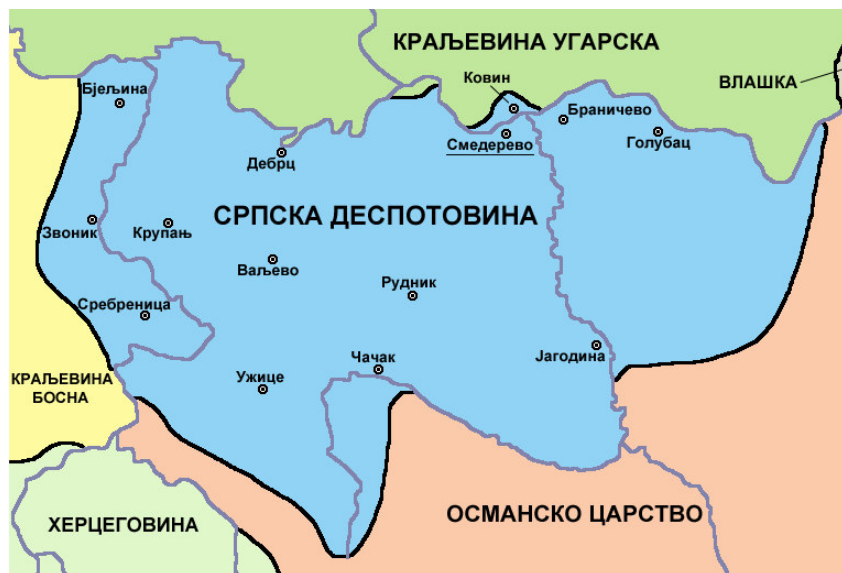 КРАЉЕВИНА УГАРСКА
ВЛАШКА
Ковин
Бјељина
Браничево
Смедерево
Голубац
Дебрц
СРПСКА ДЕСПОТОВИНА
Звоник
Крупањ
Ваљево
Рудник
Сребреница
Јагодина
Чачак
Ужице
КРАЉЕВИНА
БОСНА
ХЕРЦЕГОВИНА
ОСМАНСКО ЦАРСТВО